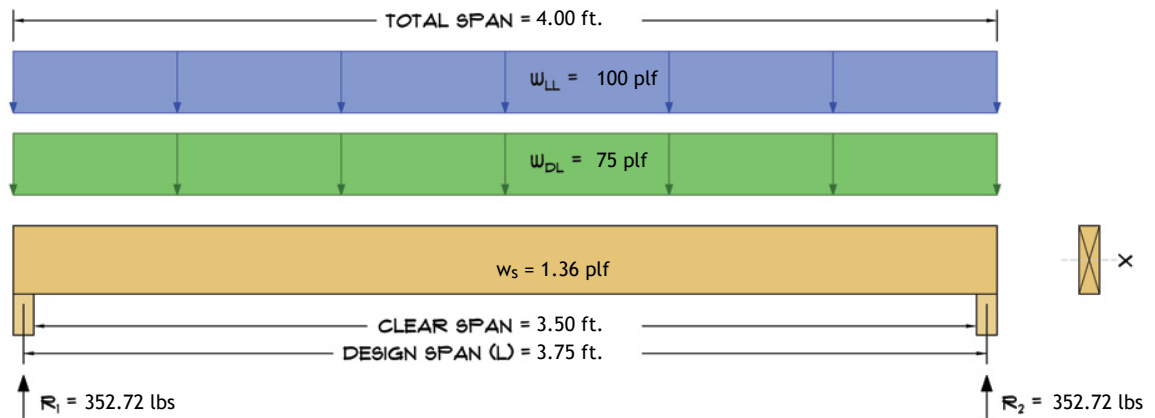 TOTAL SPAN = 4.00 ft.
WLL = 100 plf
WDL = 75 plf
ws = 1.36 plf
X
CLEAR SPAN = 3.50 ft.
DESIGN SPAN (L) = 3.75 ft.
R1 = 352.72 lbs
R2 = 352.72 lbs